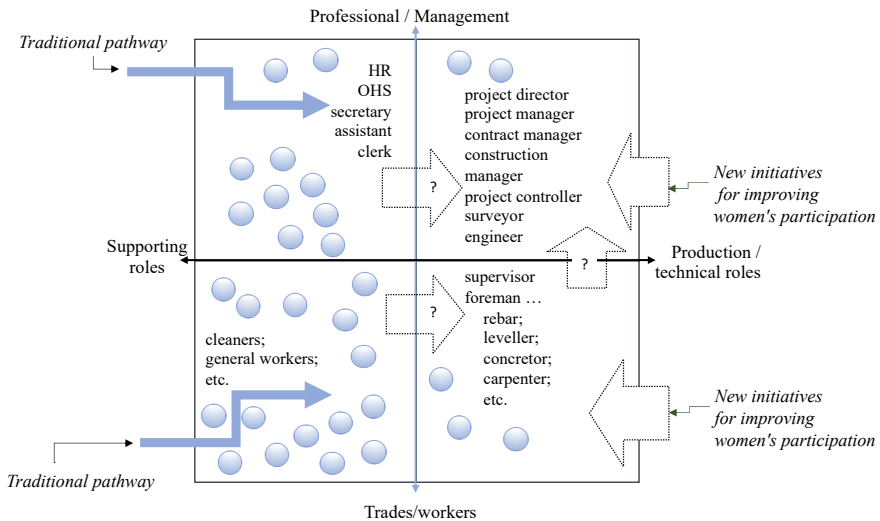 Professional / Management
Traditional pathway
HR
OHS
secretary
assistant
clerk
project director
project manager
contract manager
construction
manager
project controller
surveyor
engineer
?
New initiatives
for improving
women's participation
Supporting
roles
Production /
technical roles
?
supervisor
foreman …
rebar;
leveller;
concretor;
carpenter;
etc.
?
cleaners;
general workers;
etc.
New initiatives
for improving
women's participation
Traditional pathway
Trades/workers